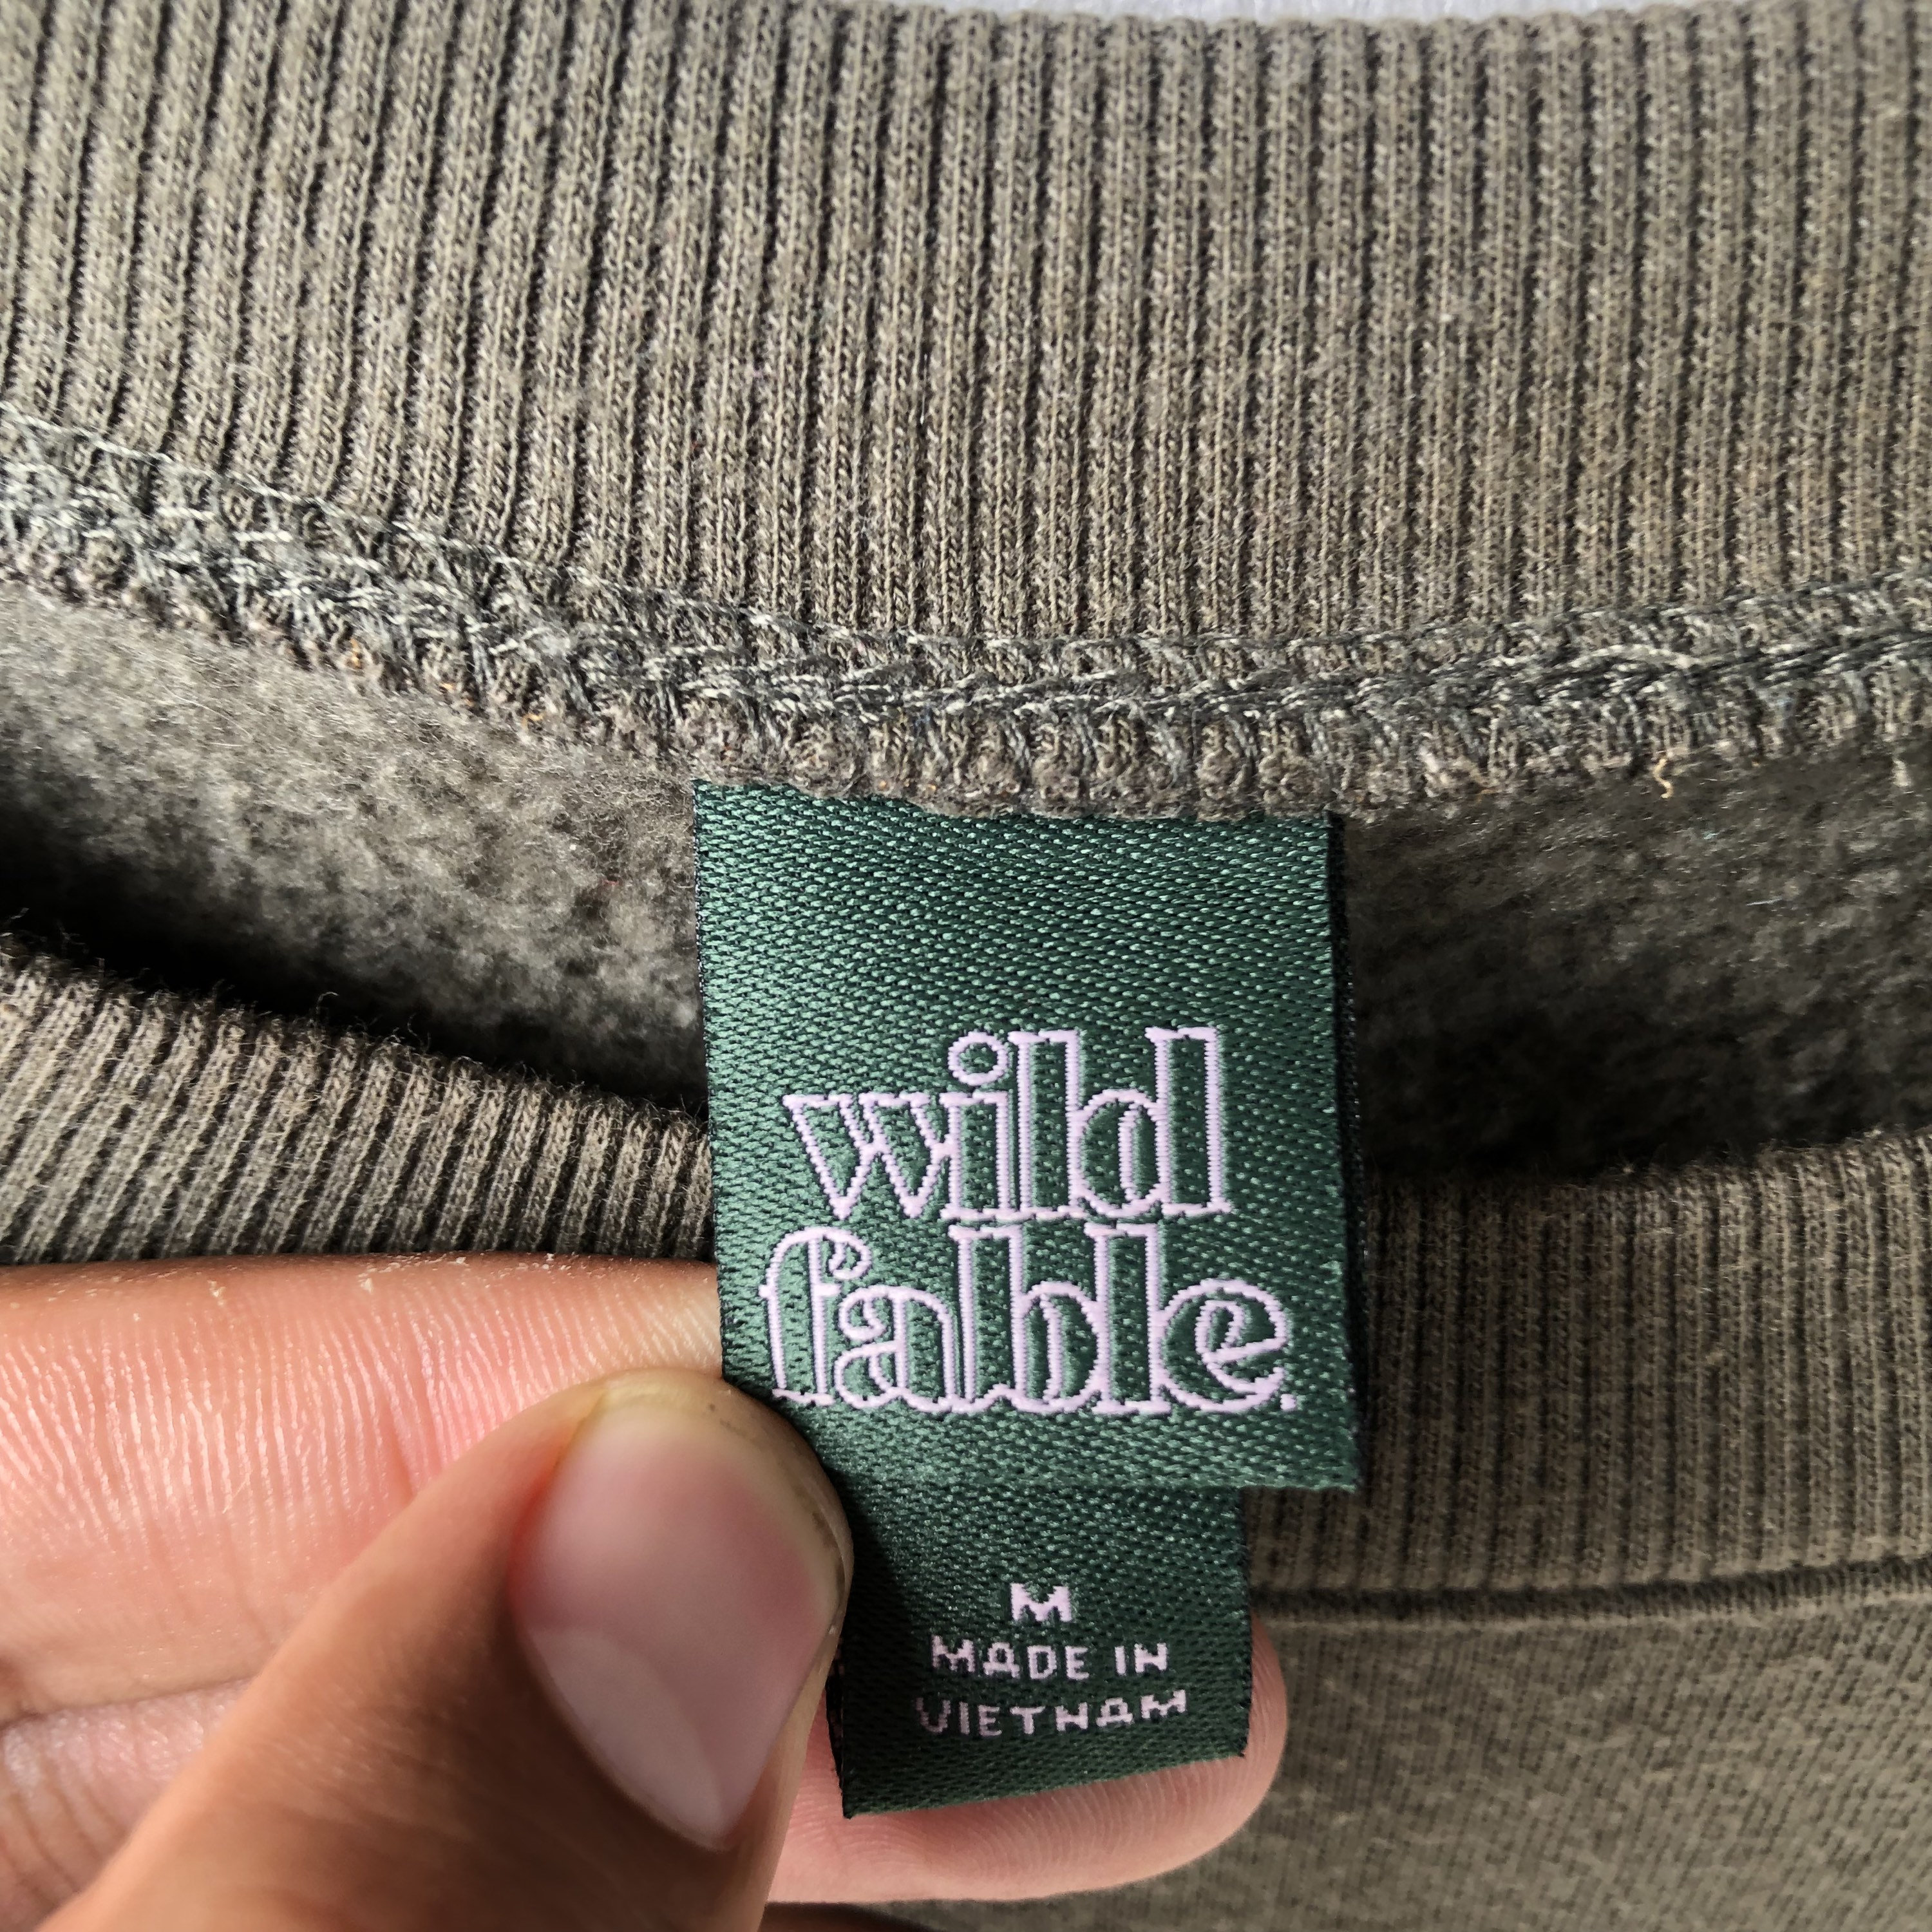 wild
fable.
M
MADE IN
VIETNAM